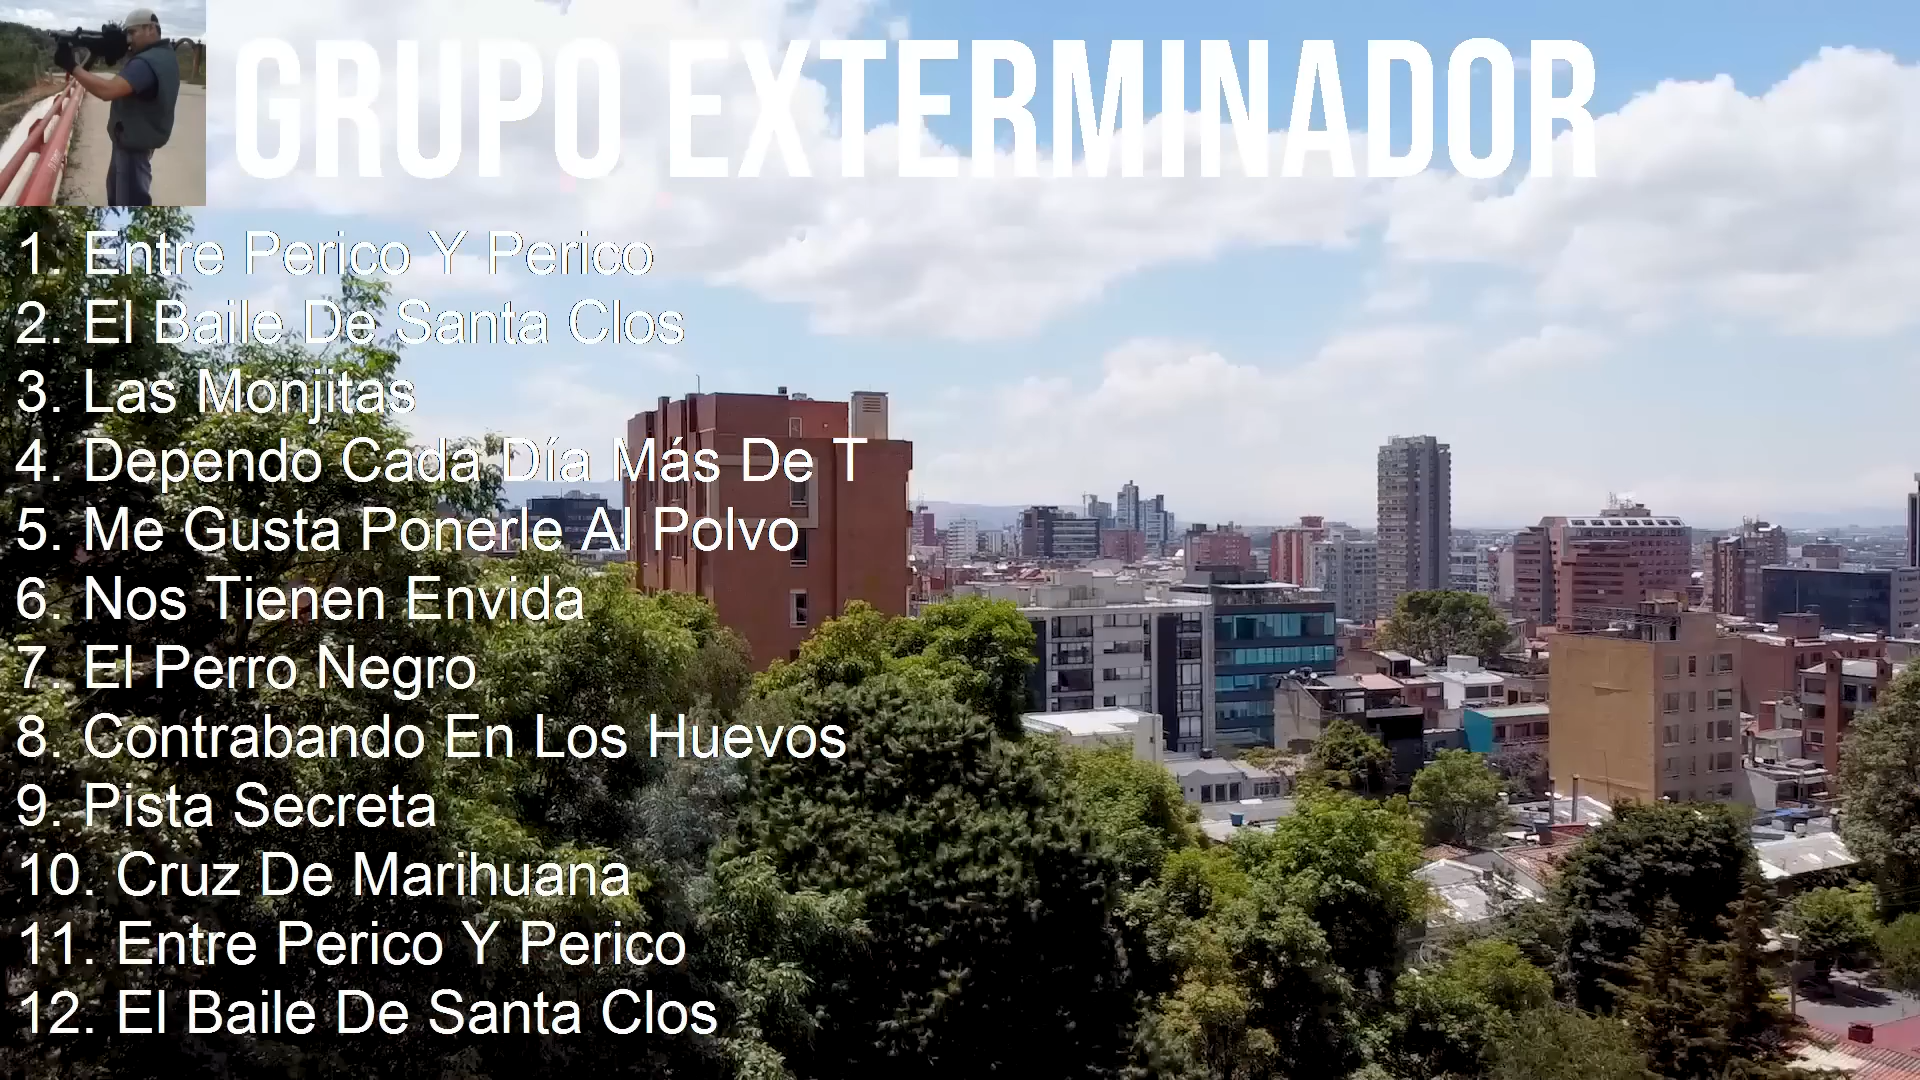 GRUPO EXTERMINADOR
1. Entre Perico Y Perico
2. El Baile De Santa Clos
3. Las Monjitas
4. Dependo Cada Día Más De T
5. Me Gusta Ponerle Al Polvo
6. Nos Tienen Envida
7. El Perro Negro
8. Contrabando En Los Huevos
9. Pista Secreta
10. Cruz De Marihuana
11. Entre Perico Y Perico
12. El Baile De Santa Clos